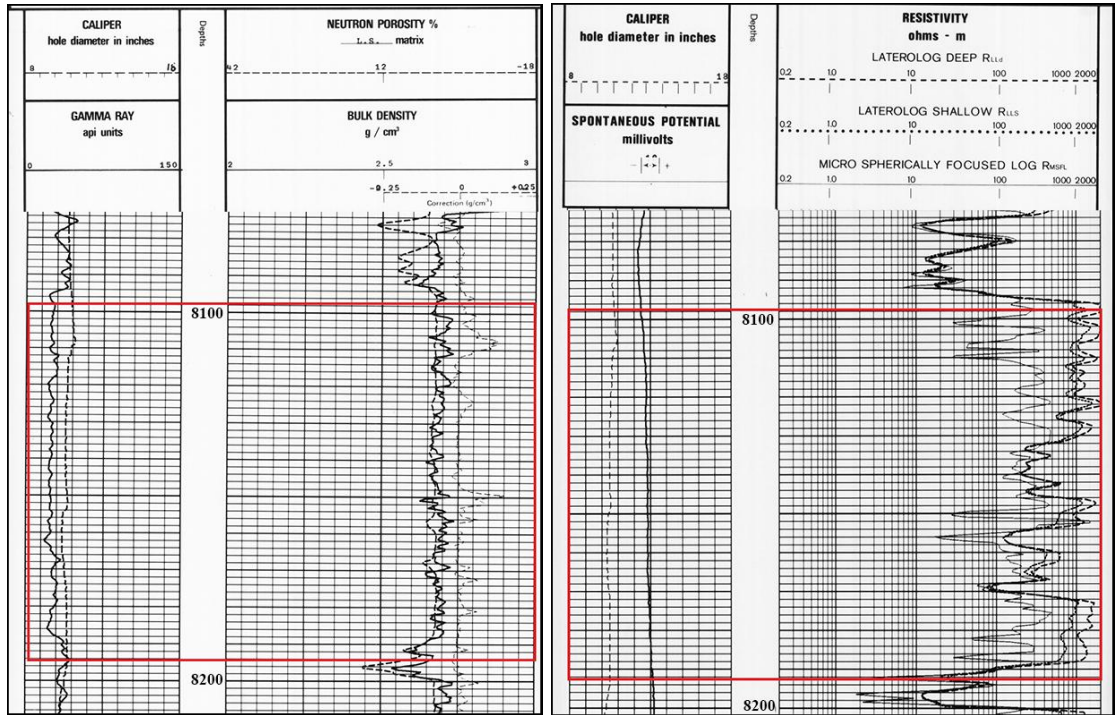 CALIPER
hole diameter in inches
8 16
GAMMA RAY
api units
0 150
Depths
NEUTRON POROSITY %
L.S. matrix
42 12 -18
BULK DENSITY
g / cm³
2 2.5 3
-0.25 0 +0.25
Correction (g/cm³)
8100
8200
CALIPER
hole diameter in inches
8 18
SPONTANEOUS POTENTIAL
millivolts
- +
Depths
RESISTIVITY
ohms - m
LATEROLOG DEEP RLLd
0.2 1.0 10 100 1000 2000
LATEROLOG SHALLOW RLLS
0.2 1.0 10 100 1000 2000
MICRO SPHERICALLY FOCUSED LOG RMSFL
0.2 1.0 10 100 1000 2000
8100
8200